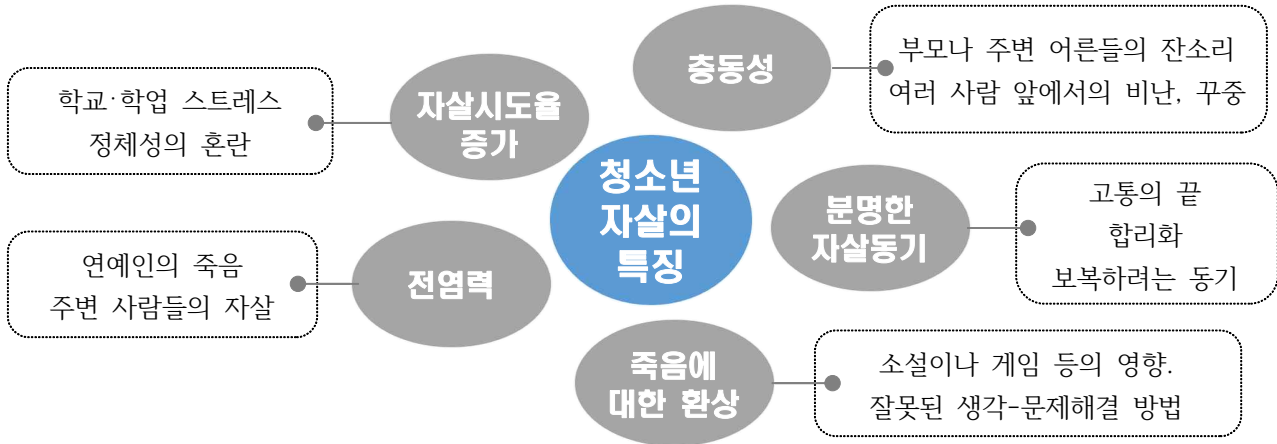 충동성
부모나 주변 어른들의 잔소리
여러 사람 앞에서의 비난, 꾸중
학교·학업 스트레스
정체성의 혼란
자살시도율
증가
청소년
자살의
특징
분명한
자살동기
고통의 끝
합리화
보복하려는 동기
연예인의 죽음
주변 사람들의 자살
전염력
죽음에
대한 환상
소설이나 게임 등의 영향.
잘못된 생각-문제해결 방법